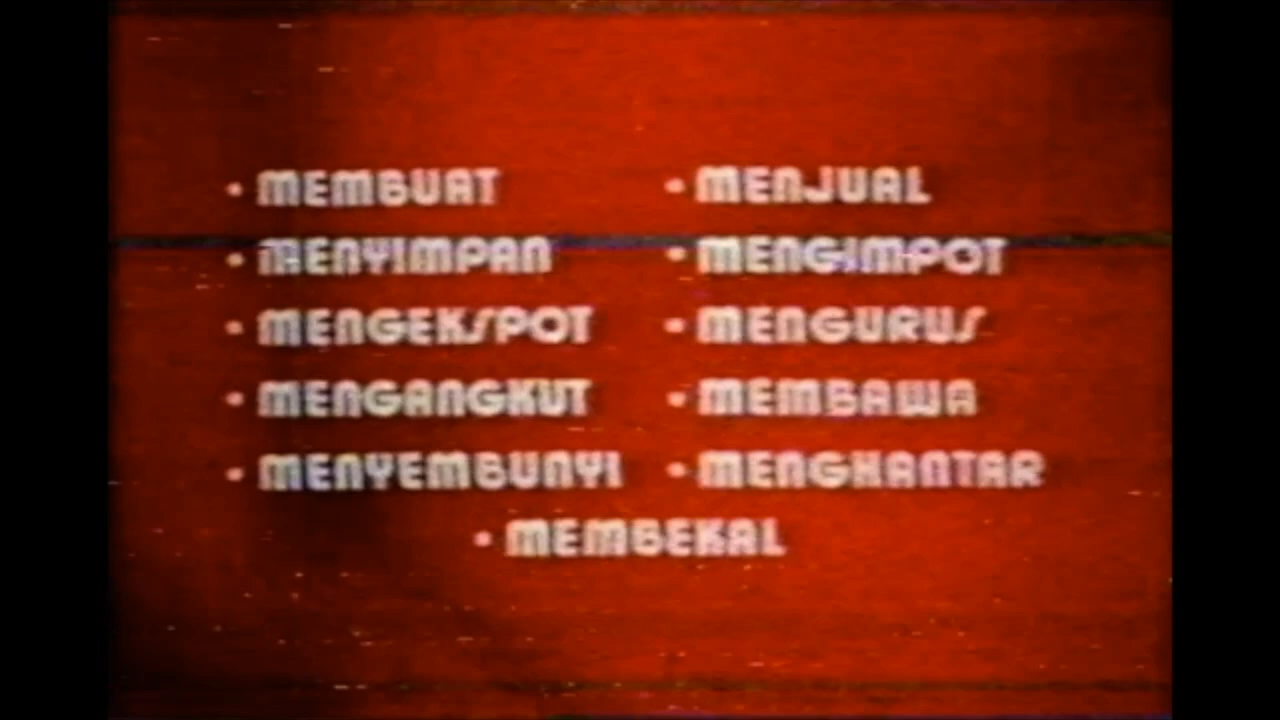 • MEMBUAT • MENJUAL
• MENYIMPAN • MENGIMPOT
• MENGEKSPOT • MENGURUS
• MENGANGKUT • MEMBAWA
• MENYEMBUNYI • MENGHANTAR
• MEMBEKAL